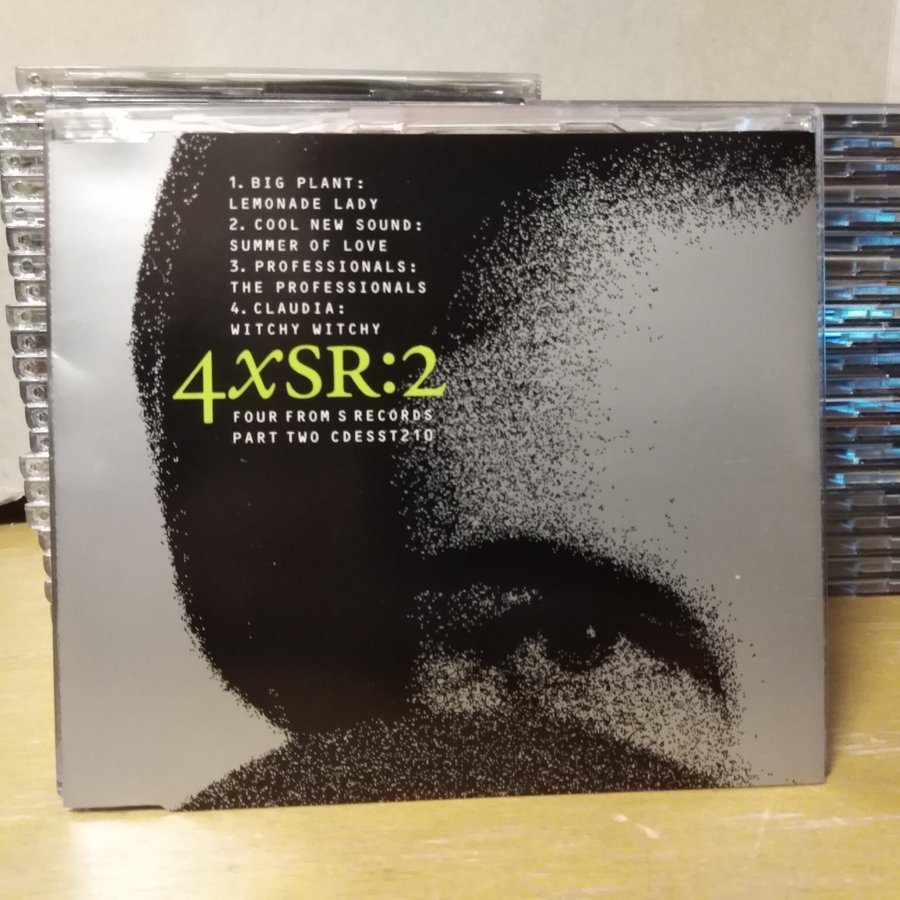 1. BIG PLANT:
LEMONADE LADY
2. COOL NEW SOUND:
SUMMER OF LOVE
3. PROFESSIONALS:
THE PROFESSIONALS
4. CLAUDIA:
WITCHY WITCHY
4xSR:2
FOUR FROM S RECORDS
PART TWO CDESST210